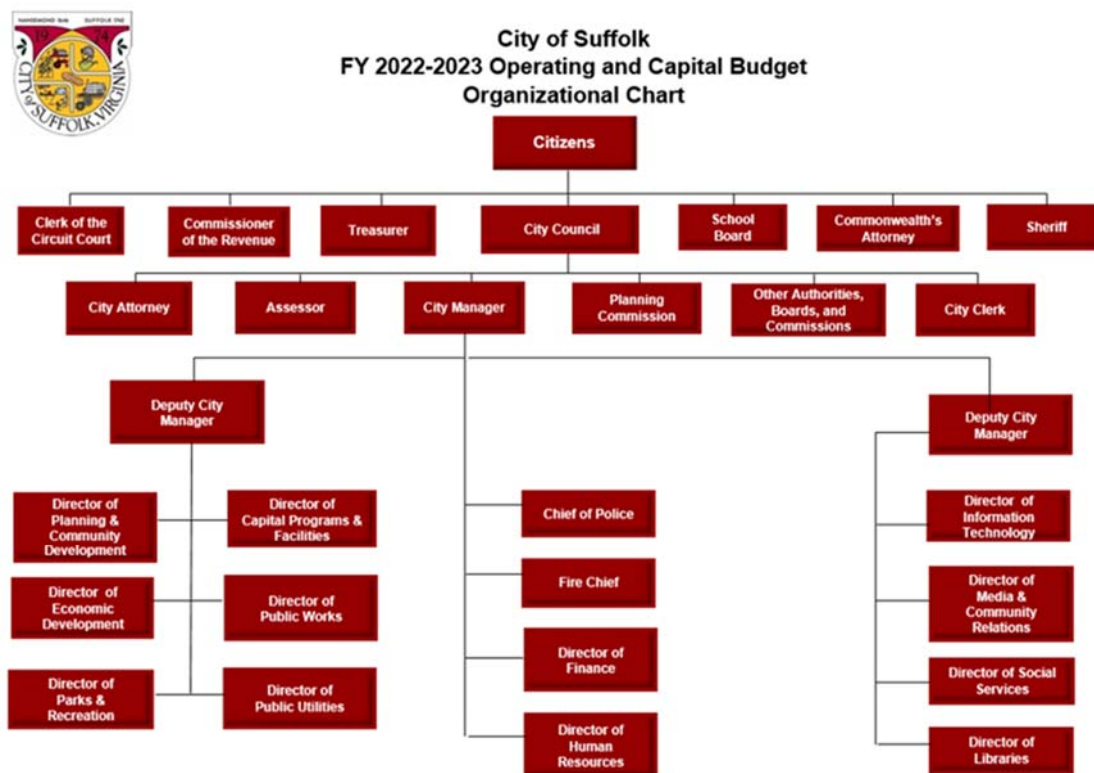 NANSEMOND 1646 SUFFOLK 1742
1974
CITY OF SUFFOLK, VIRGINIA
City of Suffolk
FY 2022-2023 Operating and Capital Budget
Organizational Chart
Citizens
Clerk of the
Circuit Court
Commissioner
of the Revenue
Treasurer
City Council
School
Board
Commonwealth's
Attorney
Sheriff
City Attorney
Assessor
City Manager
Planning
Commission
Other Authorities,
Boards, and
Commissions
City Clerk
Deputy City
Manager
Deputy City
Manager
Director of
Planning &
Community
Development
Director of
Capital Programs &
Facilities
Director of
Economic
Development
Director of
Public Works
Director of
Parks &
Recreation
Director of
Public Utilities
Chief of Police
Fire Chief
Director of
Finance
Director of
Human
Resources
Director of
Information
Technology
Director of
Media &
Community
Relations
Director of Social
Services
Director of
Libraries